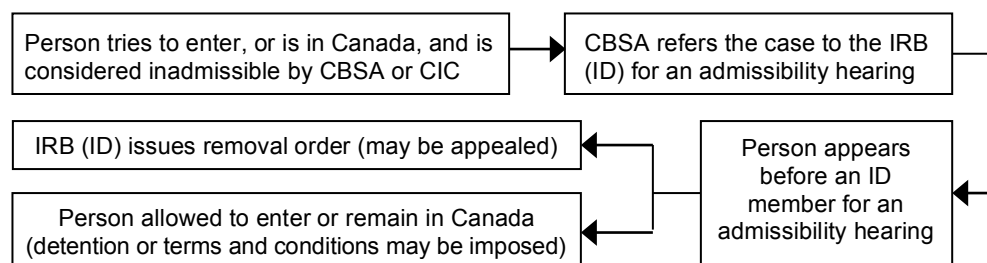 Person tries to enter, or is in Canada, and is
considered inadmissible by CBSA or CIC
CBSA refers the case to the IRB
(ID) for an admissibility hearing
Person appears
before an ID
member for an
admissibility hearing
IRB (ID) issues removal order (may be appealed)
Person allowed to enter or remain in Canada
(detention or terms and conditions may be imposed)